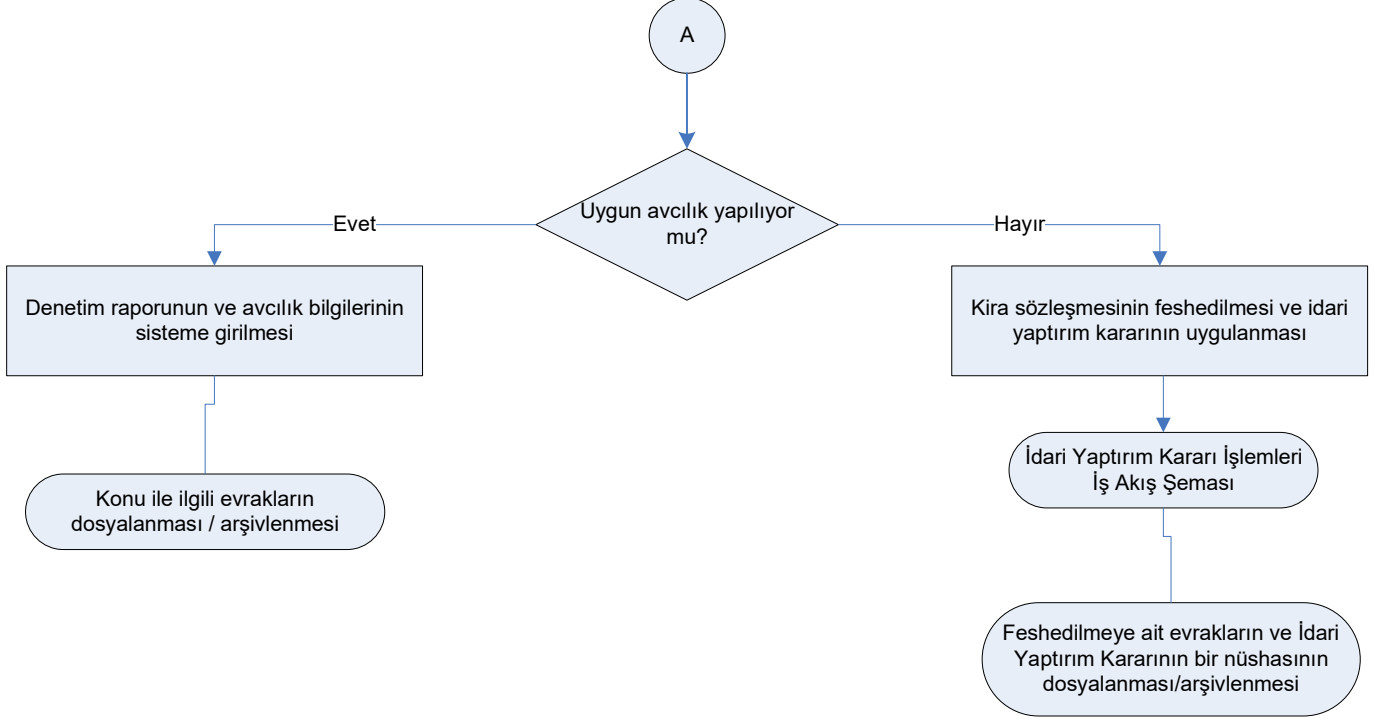 A
Uygun avcılık yapılıyor
mu?
Evet
Hayır
Denetim raporunun ve avcılık bilgilerinin
sisteme girilmesi
Kira sözleşmesinin feshedilmesi ve idari
yaptırım kararının uygulanması
Konu ile ilgili evrakların
dosyalanması / arşivlenmesi
İdari Yaptırım Kararı İşlemleri
İş Akış Şeması
Feshedilmeye ait evrakların ve İdari
Yaptırım Kararının bir nüshasının
dosyalanması/arşivlenmesi